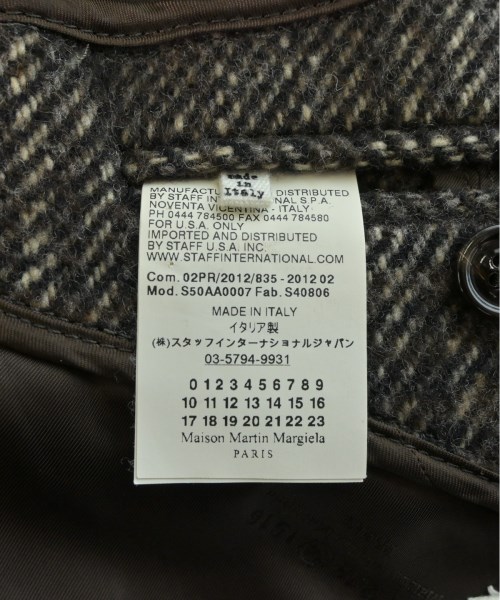 made
in
Italy
DISTRIBUTED
BY STAFF S.P.A.
NOVENTA VICENTINA - ITALY
PH 0444 784500 FAX 0444 784580
FOR U.S.A. ONLY
IMPORTED AND DISTRIBUTED
BY STAFF U.S.A. INC.
WWW.STAFFINTERNATIONAL.COM
Com. 02PR/2012/835 - 2012 02
Mod. S50AA0007 Fab. S40806
MADE IN ITALY
イタリア製
(株)スタッフインターナショナルジャパン
03-5794-9931
0 1 2 3 4 5 6 7 8 9
10 11 12 13 14 15 16
17 18 19 20 21 22 23
Maison Martin Margiela
PARIS